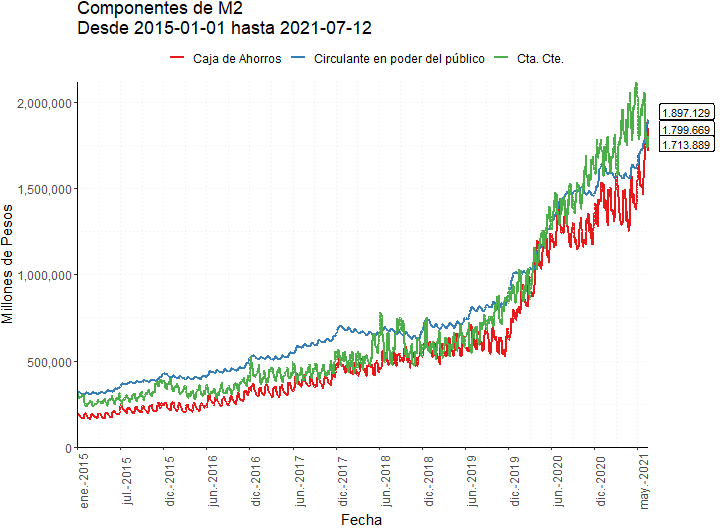 Componentes de M2
Desde 2015-01-01 hasta 2021-07-12
Caja de Ahorros
Circulante en poder del público
Cta. Cte.
Millones de Pesos
2,000,000
1,500,000
1,000,000
500,000
0
1.897.129
1.799.669
1.713.889
ene.-2015
jul.-2015
dic.-2015
jun.-2016
dic.-2016
jun.-2017
dic.-2017
jun.-2018
dic.-2018
jun.-2019
dic.-2019
jun.-2020
dic.-2020
may.-2021
Fecha